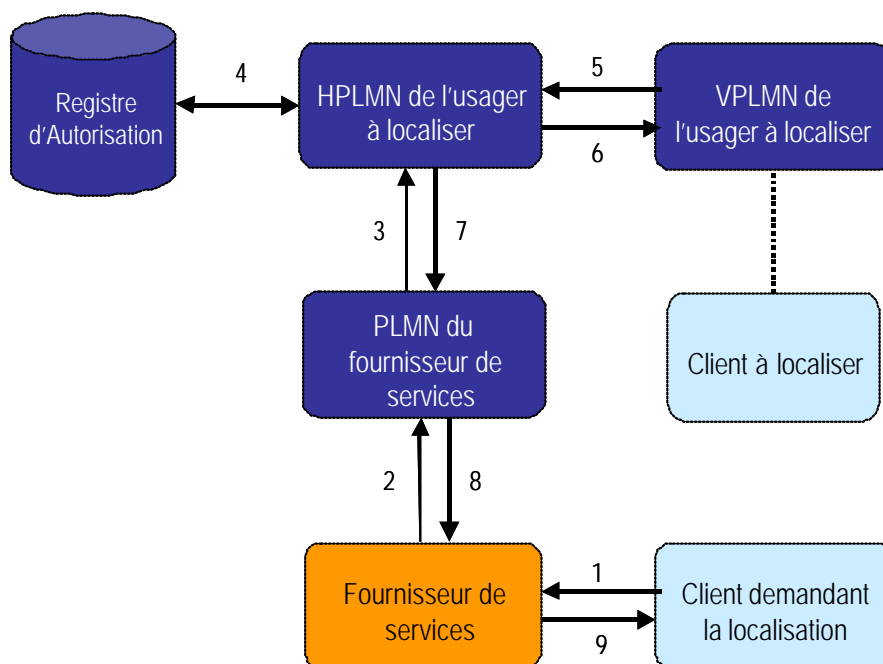 Registre
d'Autorisation
4
HPLMN de l'usager
à localiser
5
6
VPLMN de
l'usager à localiser
3
7
PLMN du
fournisseur de
services
Client à localiser
2
8
Fournisseur de
services
1
9
Client demandant
la localisation